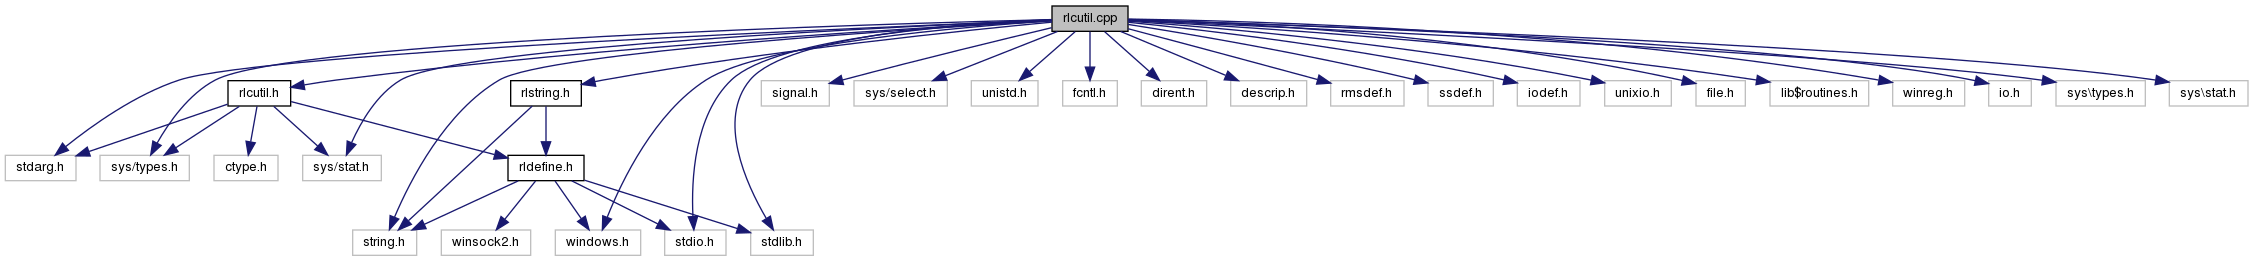 rlcutil.cpp
rlcutil.h
rlstring.h
signal.h
sys/select.h
unistd.h
fcntl.h
dirent.h
descrip.h
rmsdef.h
ssdef.h
iodef.h
unixio.h
file.h
lib$routines.h
winreg.h
io.h
sys\types.h
sys\stat.h
stdarg.h
sys/types.h
ctype.h
sys/stat.h
rldefine.h
string.h
winsock2.h
windows.h
stdio.h
stdlib.h